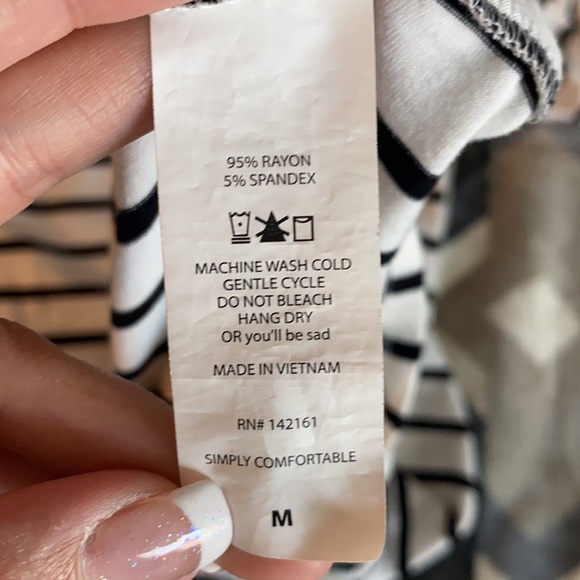 95% RAYON
5% SPANDEX
MACHINE WASH COLD
GENTLE CYCLE
DO NOT BLEACH
HANG DRY
OR you'll be sad
MADE IN VIETNAM
RN# 142161
SIMPLY COMFORTABLE
M